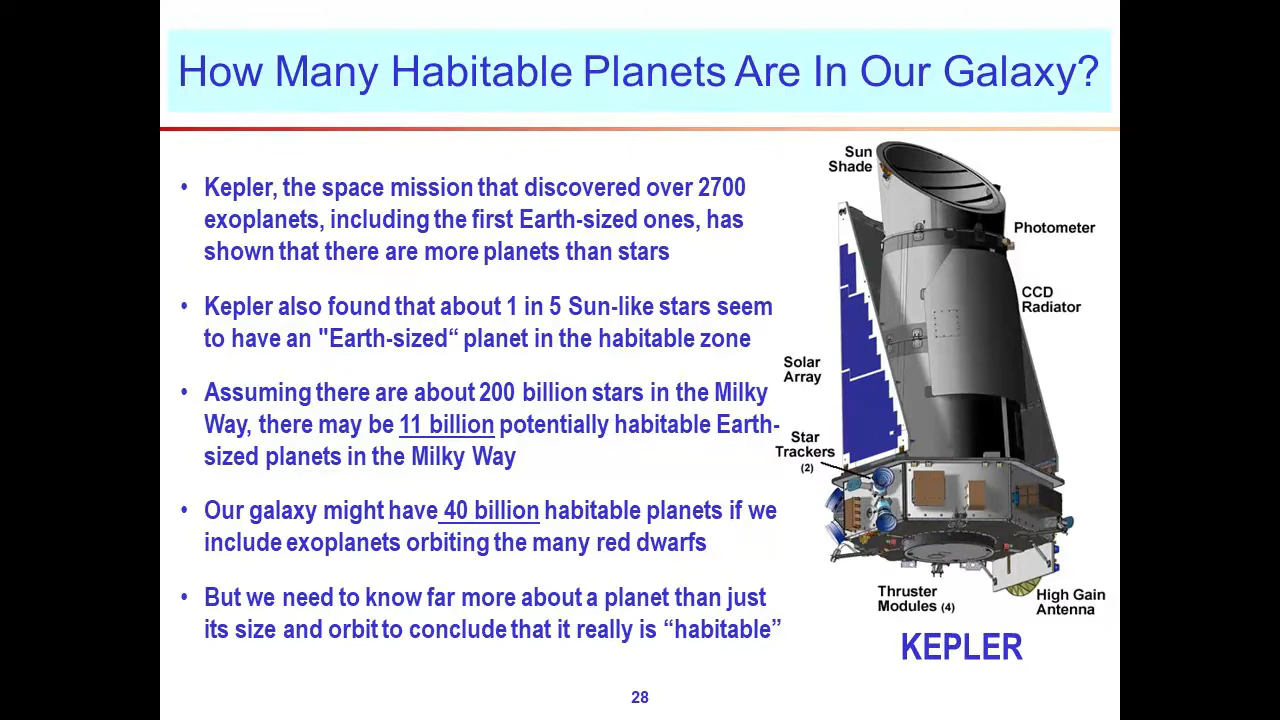 How Many Habitable Planets Are In Our Galaxy?
• Kepler, the space mission that discovered over 2700
exoplanets, including the first Earth-sized ones, has
shown that there are more planets than stars
• Kepler also found that about 1 in 5 Sun-like stars seem
to have an "Earth-sized“ planet in the habitable zone
• Assuming there are about 200 billion stars in the Milky
Way, there may be 11 billion potentially habitable Earth-
sized planets in the Milky Way
• Our galaxy might have 40 billion habitable planets if we
include exoplanets orbiting the many red dwarfs
• But we need to know far more about a planet than just
its size and orbit to conclude that it really is “habitable”
Sun
Shade
Photometer
CCD
Radiator
Solar
Array
Star
Trackers
(2)
Thruster
Modules (4)
High Gain
Antenna
KEPLER
28